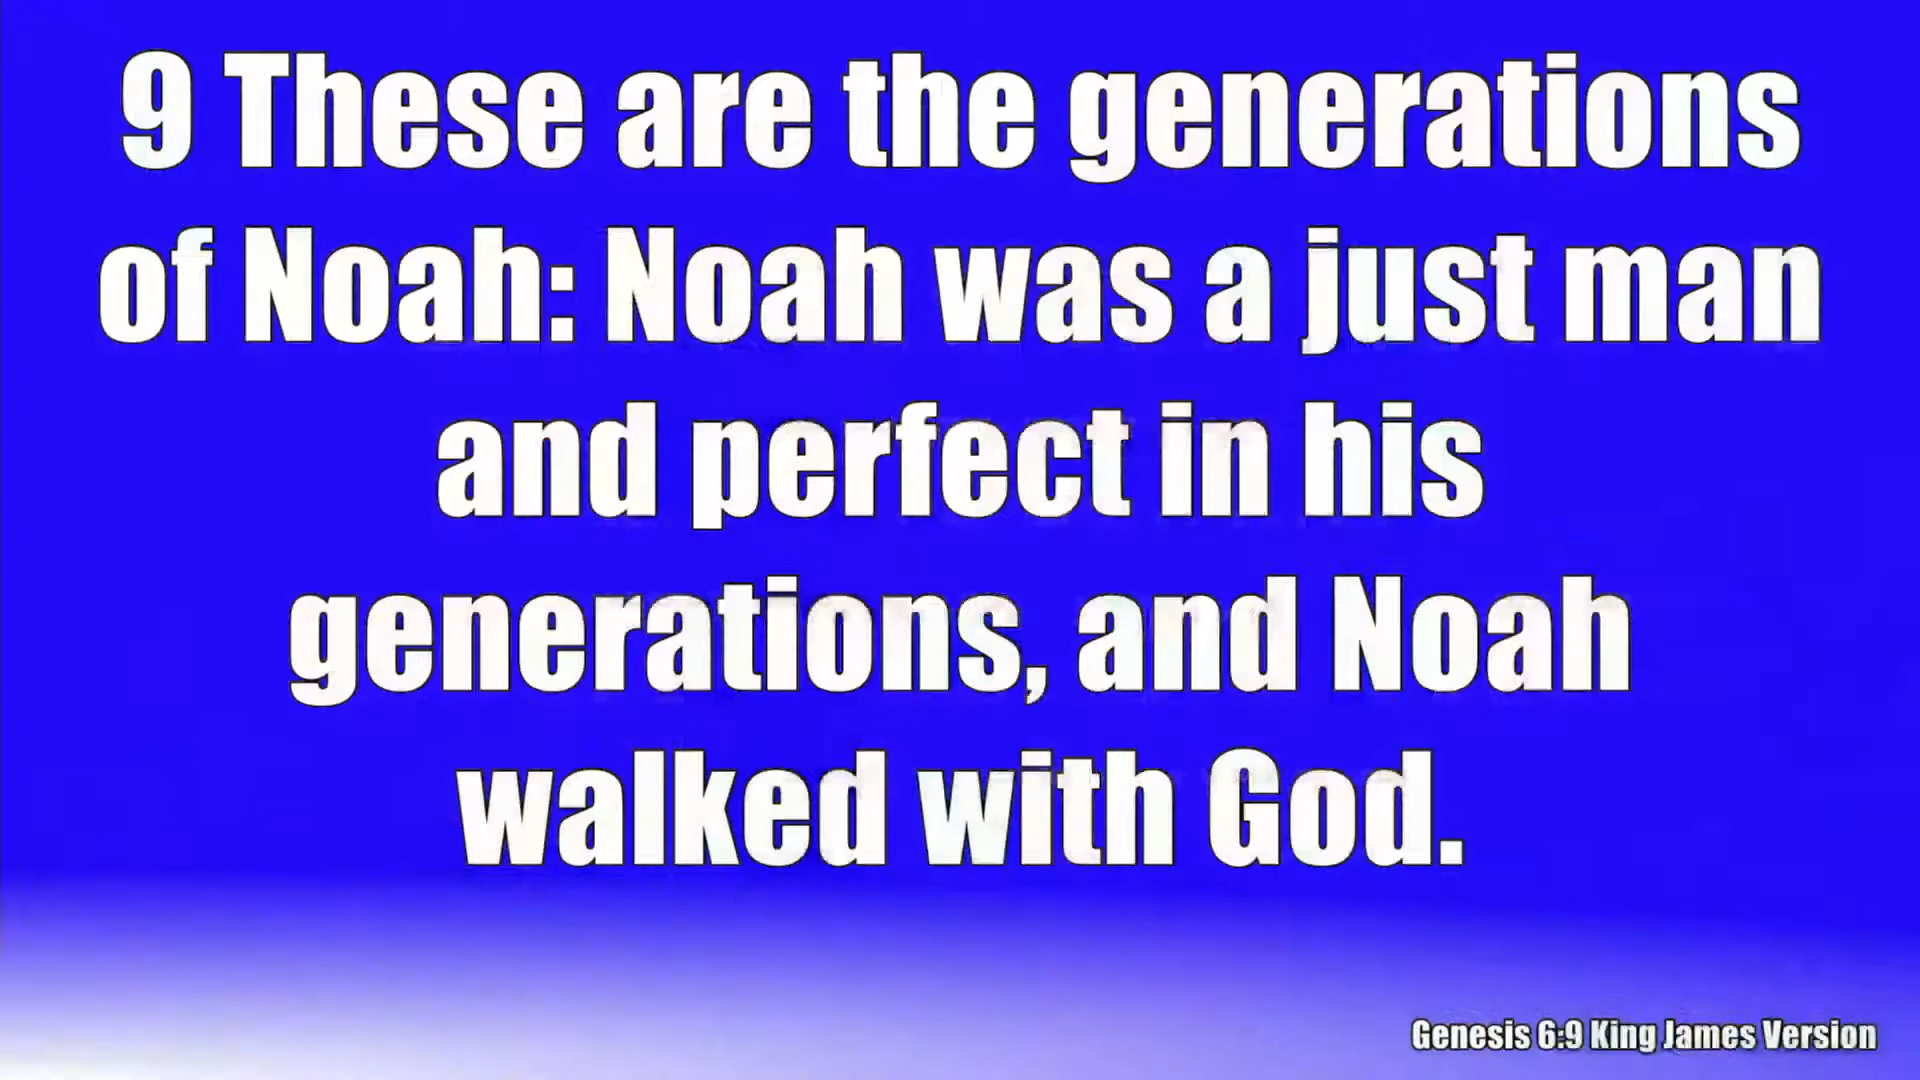 9 These are the generations
of Noah: Noah was a just man
and perfect in his
generations, and Noah
walked with God.
Genesis 6:9 King James Version